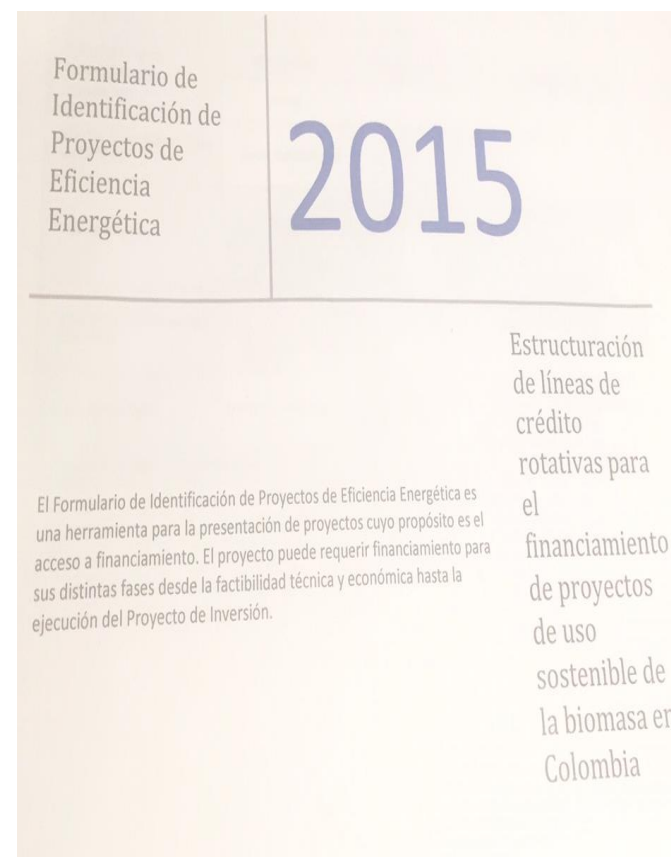 Formulario de
Identificación de
Proyectos de
Eficiencia
Energética
2015
Estructuración
de líneas de
crédito
rotativas para
el
financiamiento
de proyectos
de uso
sostenible de
la biomasa en
Colombia
El Formulario de Identificación de Proyectos de Eficiencia Energética es
una herramienta para la presentación de proyectos cuyo propósito es el
acceso a financiamiento. El proyecto puede requerir financiamiento para
sus distintas fases desde la factibilidad técnica y económica hasta la
ejecución del Proyecto de Inversión.